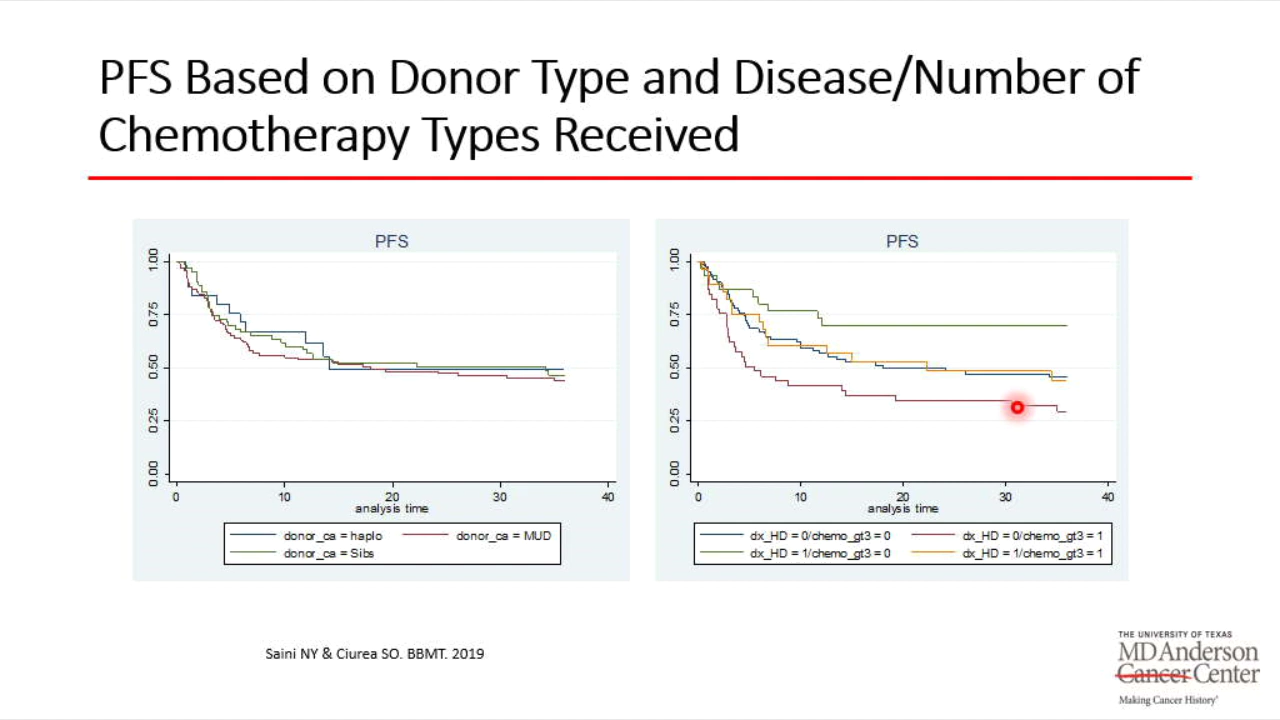 PFS Based on Donor Type and Disease/Number of
Chemotherapy Types Received
PFS
1.00
0.75
0.50
0.25
0.00
0 10 20 30 40
analysis time
donor_ca = haplo donor_ca = MUD
donor_ca = Sibs
PFS
1.00
0.75
0.50
0.25
0.00
0 10 20 30 40
analysis time
dx_HD = 0/chemo_gt3 = 0 dx_HD = 0/chemo_gt3 = 1
dx_HD = 1/chemo_gt3 = 0 dx_HD = 1/chemo_gt3 = 1
Saini NY & Ciurea SO. BBMT. 2019
THE UNIVERSITY OF TEXAS
MD Anderson
Cancer Center
Making Cancer History®